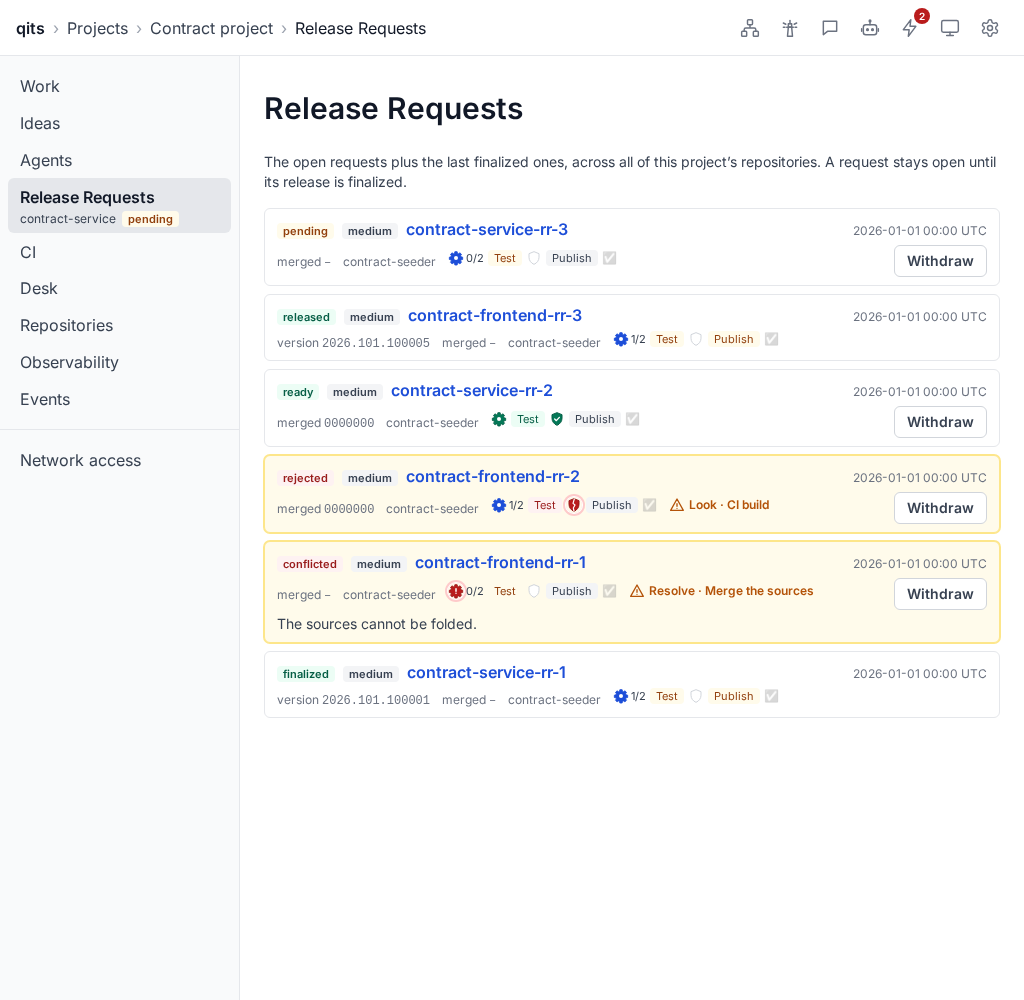 qits › Projects › Contract project › Release Requests
2
Work
Ideas
Agents
Release Requests
contract-service pending
CI
Desk
Repositories
Observability
Events
Network access
Release Requests
The open requests plus the last finalized ones, across all of this project's repositories. A request stays open until
its release is finalized.
pending medium contract-service-rr-3 2026-01-01 00:00 UTC
merged – contract-seeder 0/2 Test Publish Withdraw
released medium contract-frontend-rr-3 2026-01-01 00:00 UTC
version 2026.101.100005 merged – contract-seeder 1/2 Test Publish
ready medium contract-service-rr-2 2026-01-01 00:00 UTC
merged 0000000 contract-seeder Test Publish Withdraw
rejected medium contract-frontend-rr-2 2026-01-01 00:00 UTC
merged 0000000 contract-seeder 1/2 Test Publish Look · CI build Withdraw
conflicted medium contract-frontend-rr-1 2026-01-01 00:00 UTC
merged – contract-seeder 0/2 Test Publish Resolve · Merge the sources Withdraw
The sources cannot be folded.
finalized medium contract-service-rr-1 2026-01-01 00:00 UTC
version 2026.101.100001 merged – contract-seeder 1/2 Test Publish